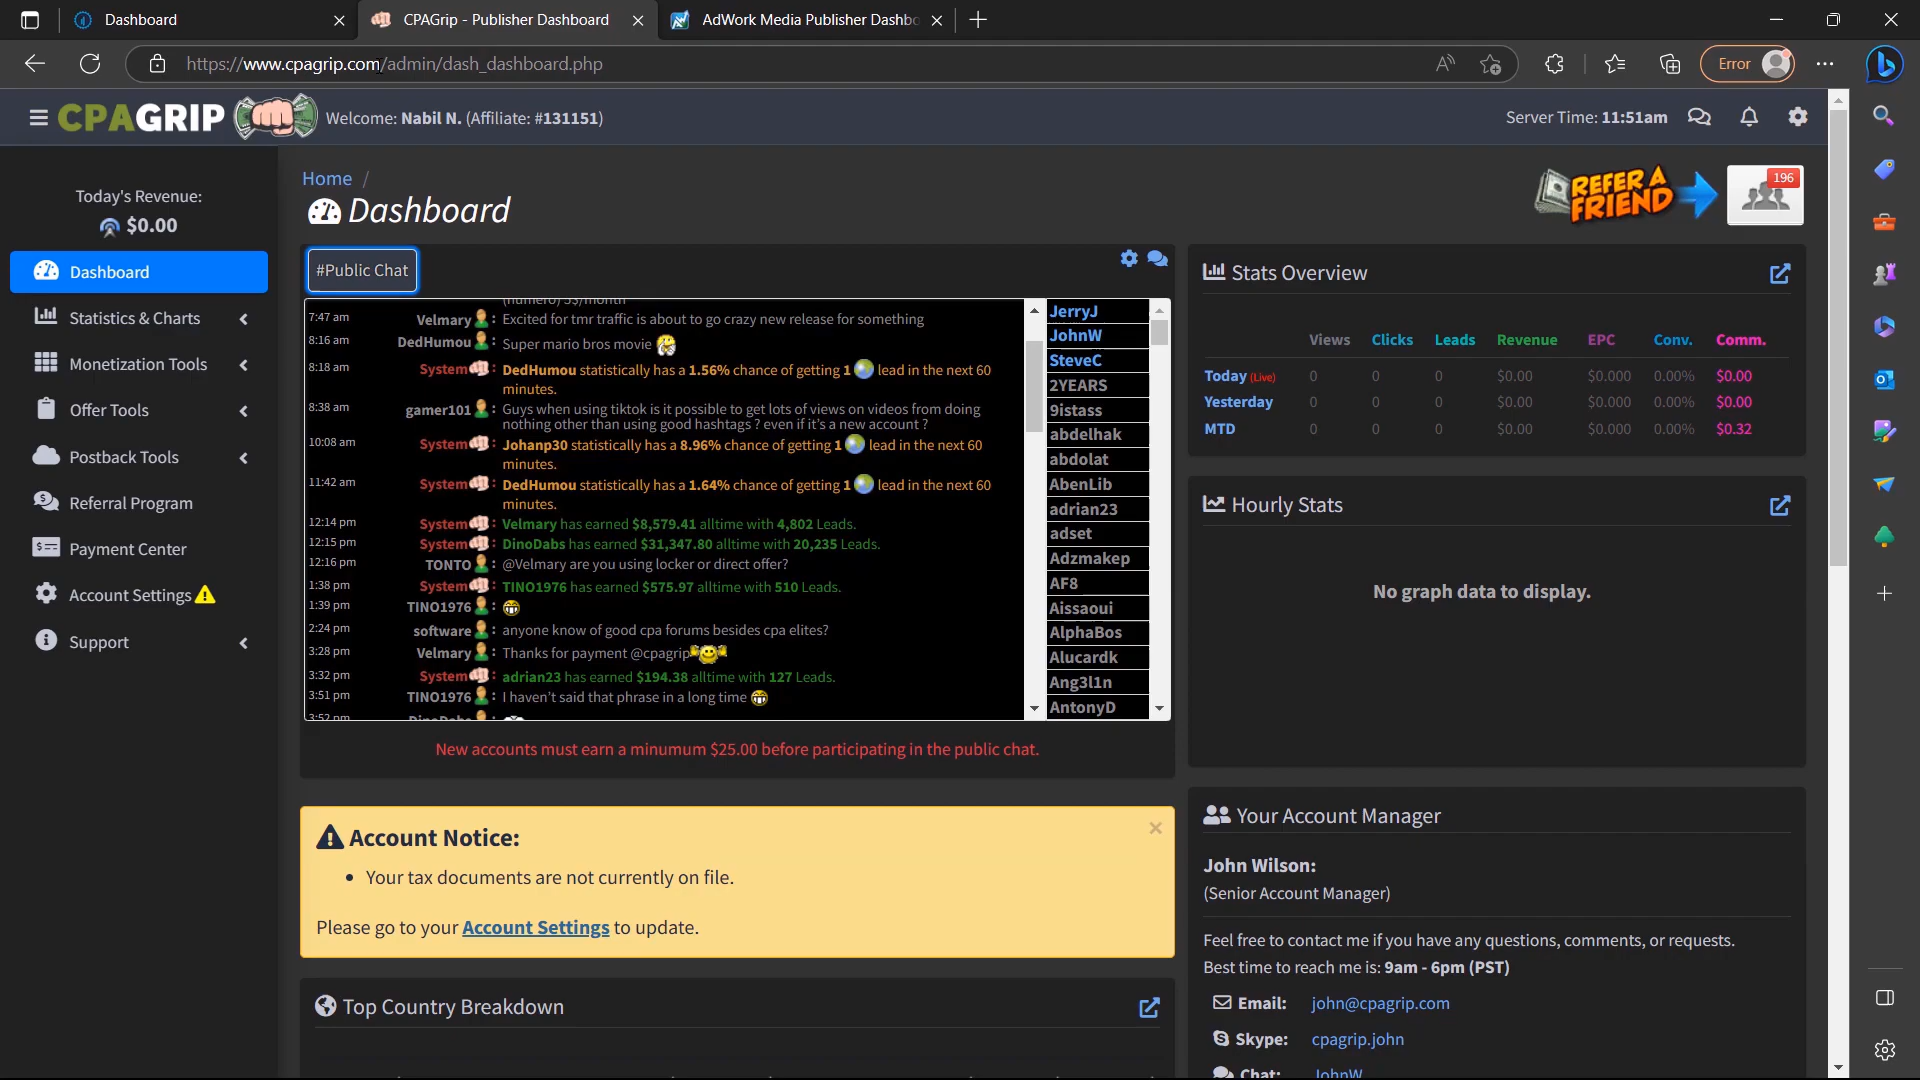 Dashboard
CPAGrip - Publisher Dashboard
AdWork Media Publisher Dashbo
https://www.cpagrip.com/admin/dash_dashboard.php
Error
CPAGRIP
Welcome: Nabil N. (Affiliate: #131151)
Server Time: 11:51am
Today's Revenue:
$0.00
Dashboard
Statistics & Charts
Monetization Tools
Offer Tools
Postback Tools
Referral Program
Payment Center
Account Settings
Support
Home /
Dashboard
REFER A
FRIEND
196
#Public Chat
(numero) 5$/month
7:47 am Velmary : Excited for tmr traffic is about to go crazy new release for something
8:16 am DedHumou : Super mario bros movie
8:18 am System : DedHumou statistically has a 1.56% chance of getting 1 lead in the next 60
minutes.
8:38 am gamer101 : Guys when using tiktok is it possible to get lots of views on videos from doing
nothing other than using good hashtags ? even if it's a new account ?
10:08 am System : Johanp30 statistically has a 8.96% chance of getting 1 lead in the next 60
minutes.
11:42 am System : DedHumou statistically has a 1.64% chance of getting 1 lead in the next 60
minutes.
12:14 pm System : Velmary has earned $8,579.41 alltime with 4,802 Leads.
12:15 pm System : DinoDabs has earned $31,347.80 alltime with 20,235 Leads.
12:16 pm TONTO : @Velmary are you using locker or direct offer?
1:38 pm System : TINO1976 has earned $575.97 alltime with 510 Leads.
1:39 pm TINO1976 :
2:24 pm software : anyone know of good cpa forums besides cpa elites?
3:28 pm Velmary : Thanks for payment @cpagrip
3:32 pm System : adrian23 has earned $194.38 alltime with 127 Leads.
3:51 pm TINO1976 : I haven't said that phrase in a long time
3:52 pm DinoDabs :
JerryJ
JohnW
SteveC
2YEARS
9istass
abdelhak
abdolat
AbenLib
adrian23
adset
Adzmakep
AF8
Aissaoui
AlphaBos
Alucardk
Ang3l1n
AntonyD
New accounts must earn a minumum $25.00 before participating in the public chat.
Account Notice:
• Your tax documents are not currently on file.
Please go to your Account Settings to update.
Top Country Breakdown
Stats Overview
Views Clicks Leads Revenue EPC Conv. Comm.
Today (Live) 0 0 0 $0.00 $0.000 0.00% $0.00
Yesterday 0 0 0 $0.00 $0.000 0.00% $0.00
MTD 0 0 0 $0.00 $0.000 0.00% $0.32
Hourly Stats
No graph data to display.
Your Account Manager
John Wilson:
(Senior Account Manager)
Feel free to contact me if you have any questions, comments, or requests.
Best time to reach me is: 9am - 6pm (PST)
Email: john@cpagrip.com
Skype: cpagrip.john
Chat: JohnW